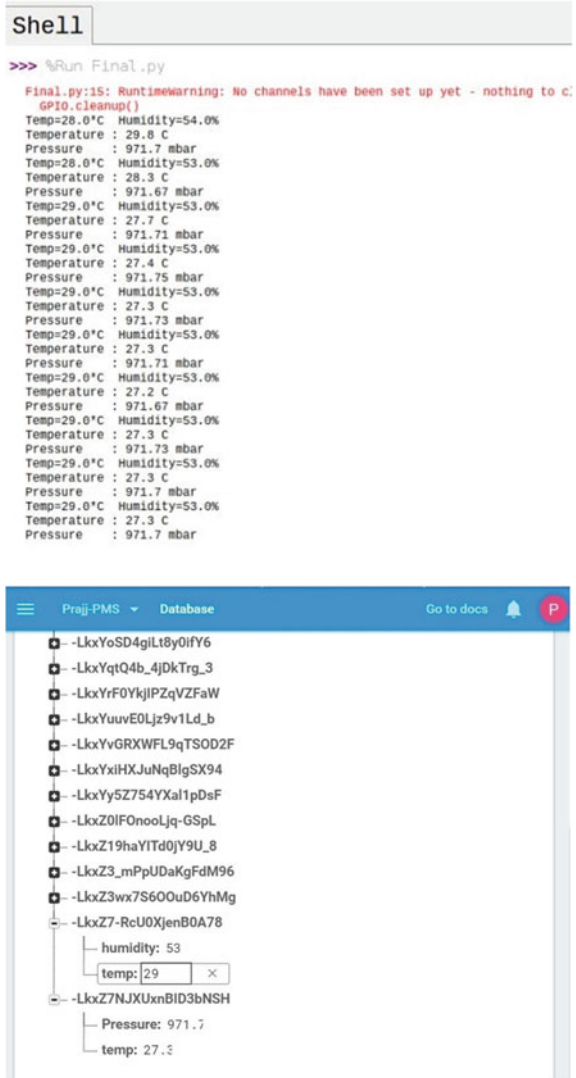 Shell
>>> %Run Final.py
Final.py:15: RuntimeWarning: No channels have been set up yet - nothing to c
GPIO.cleanup()
Temp=28.0*C Humidity=54.0%
Temperature : 29.8 C
Pressure : 971.7 mbar
Temp=28.0*C Humidity=53.0%
Temperature : 28.3 C
Pressure : 971.67 mbar
Temp=29.0*C Humidity=53.0%
Temperature : 27.7 C
Pressure : 971.71 mbar
Temp=29.0*C Humidity=53.0%
Temperature : 27.4 C
Pressure : 971.75 mbar
Temp=29.0*C Humidity=53.0%
Temperature : 27.3 C
Pressure : 971.73 mbar
Temp=29.0*C Humidity=53.0%
Temperature : 27.3 C
Pressure : 971.71 mbar
Temp=29.0*C Humidity=53.0%
Temperature : 27.2 C
Pressure : 971.67 mbar
Temp=29.0*C Humidity=53.0%
Temperature : 27.3 C
Pressure : 971.73 mbar
Temp=29.0*C Humidity=53.0%
Temperature : 27.3 C
Pressure : 971.7 mbar
Temp=29.0*C Humidity=53.0%
Temperature : 27.3 C
Pressure : 971.7 mbar
Prajj-PMS Database Go to docs P
-LkxYoSD4giLt8y0ifY6
-LkxYqtQ4b_4jDkTrg_3
-LkxYrF0YkjIPZqVZFaW
-LkxYuuvE0Ljz9v1Ld_b
-LkxYvGRXWFL9qTSOD2F
-LkxYxiHXJuNqBlgSX94
-LkxYy5Z754YXal1pDsF
-LkxZ0lFOnooLjq-GSpL
-LkxZ19haYITd0jY9U_8
-LkxZ3_mPpUDaKgFdM96
-LkxZ3wx7S6OOuD6YhMg
-LkxZ7-RcU0XjenB0A78
humidity: 53
temp: 29 ×
-LkxZ7NJXUxnBID3bNSH
Pressure: 971.7
temp: 27.3